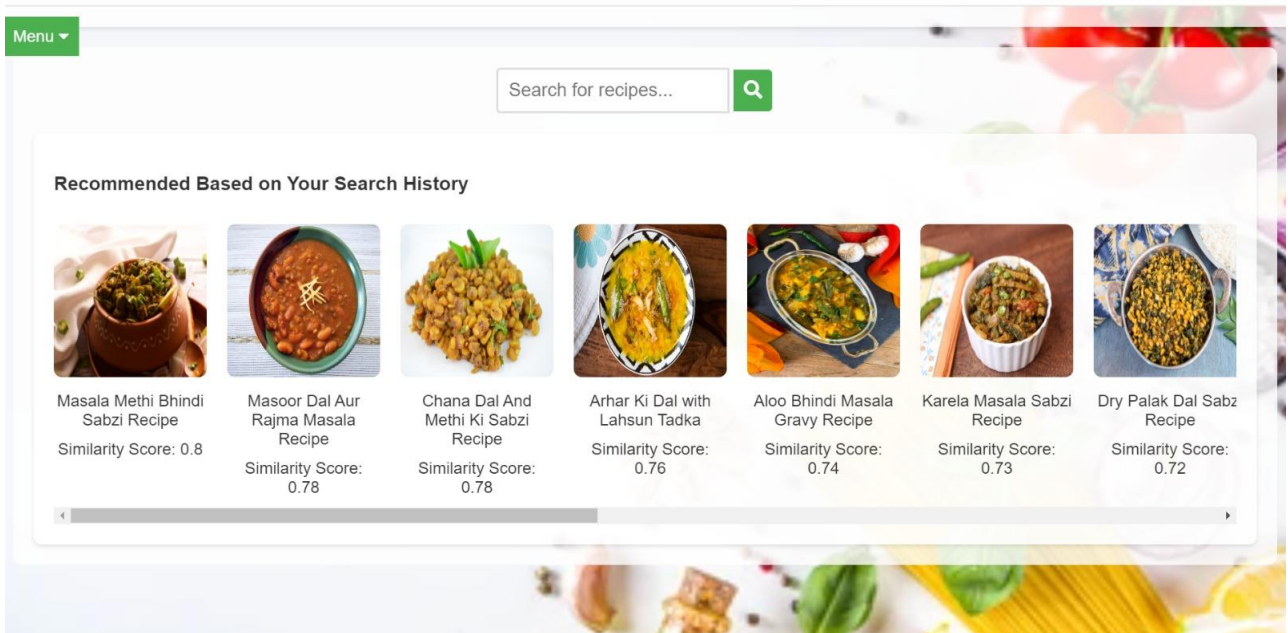 Menu
Search for recipes...
Recommended Based on Your Search History
Masala Methi Bhindi
Sabzi Recipe
Similarity Score: 0.8
Masoor Dal Aur
Rajma Masala
Recipe
Similarity Score:
0.78
Chana Dal And
Methi Ki Sabzi
Recipe
Similarity Score:
0.78
Arhar Ki Dal with
Lahsun Tadka
Similarity Score:
0.76
Aloo Bhindi Masala
Gravy Recipe
Similarity Score:
0.74
Karela Masala Sabzi
Recipe
Similarity Score:
0.73
Dry Palak Dal Sabz
Recipe
Similarity Score:
0.72